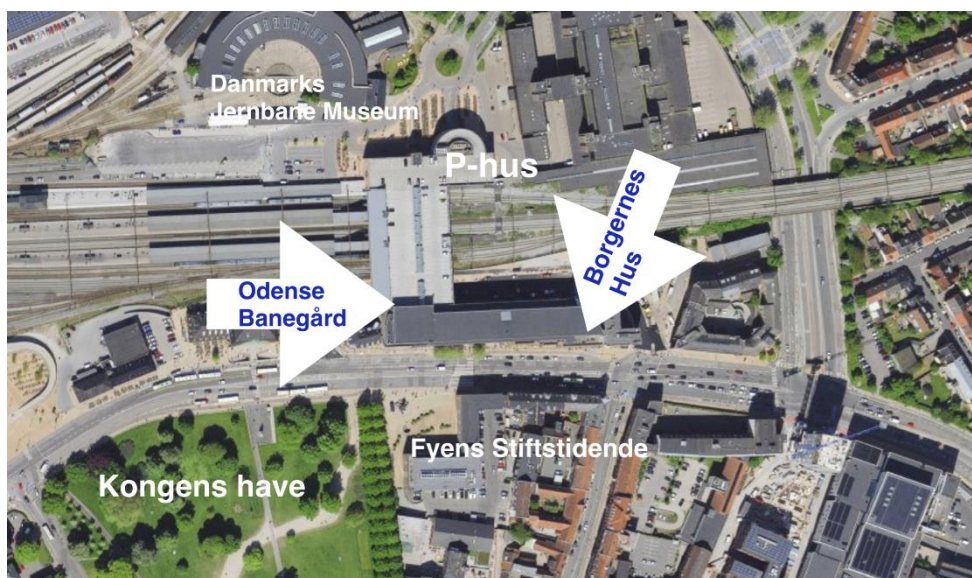 Danmarks
Jernbane Museum
P-hus
Borgernes
Hus
Odense
Banegård
Fyens Stiftstidende
Kongens have